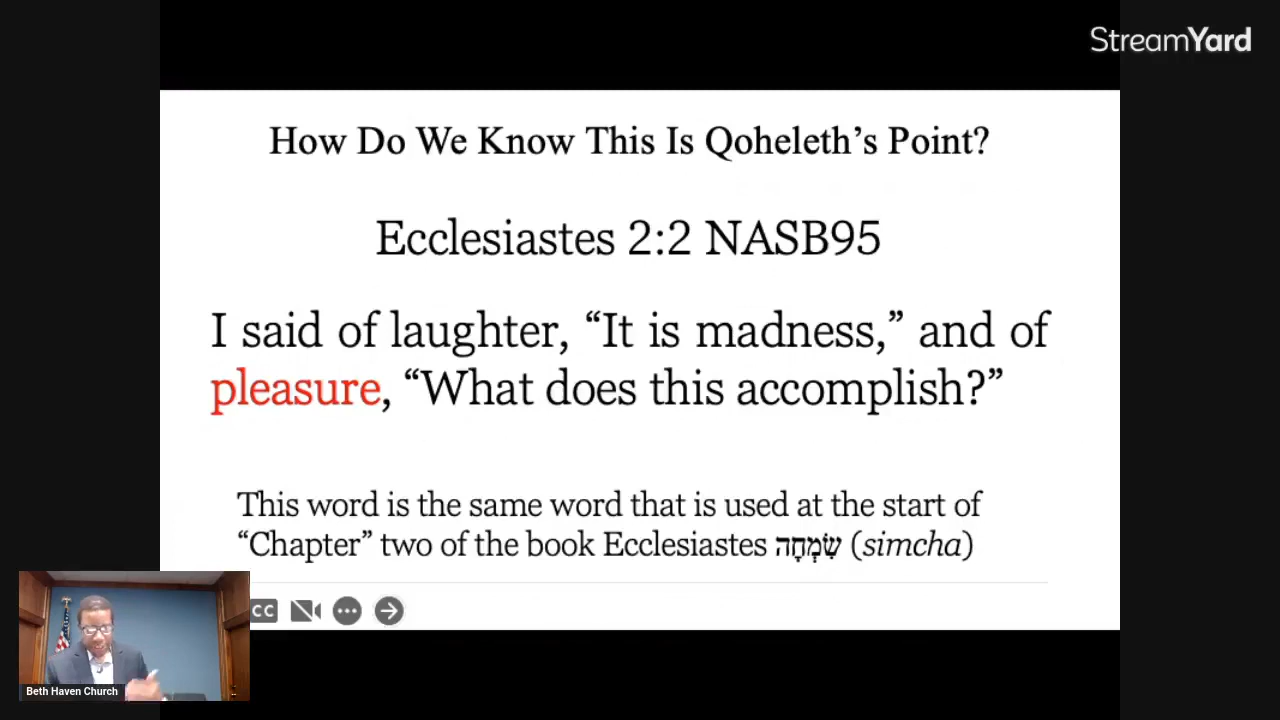 StreamYard
How Do We Know This Is Qoheleth’s Point?
Ecclesiastes 2:2 NASB95
I said of laughter, “It is madness,” and of
pleasure, “What does this accomplish?”
This word is the same word that is used at the start of
“Chapter” two of the book Ecclesiastes שִׂמְחָה (simcha)
CC
Beth Haven Church